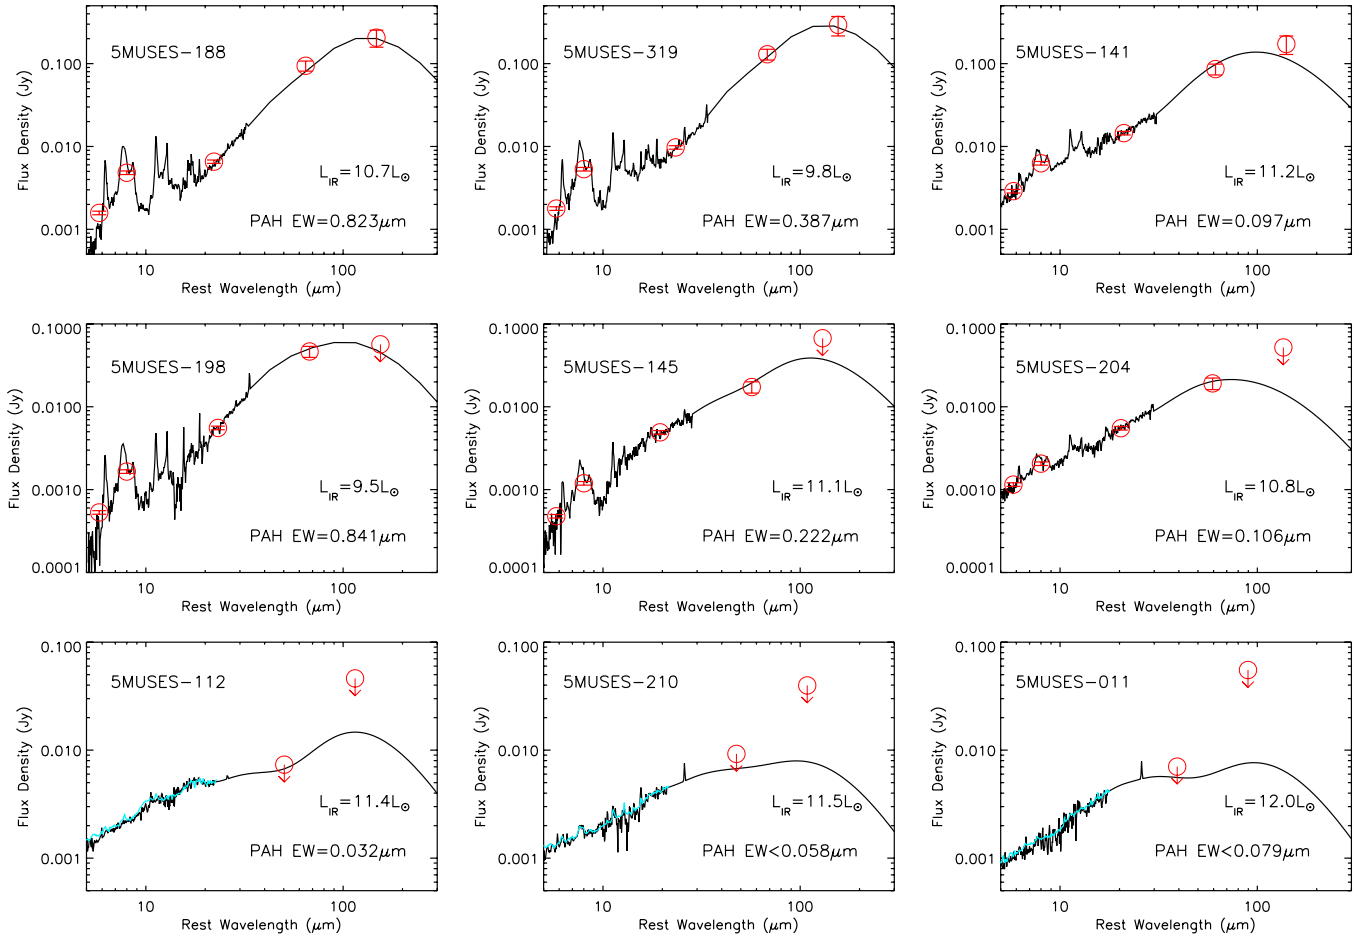 5MUSES-188
Flux Density (Jy)
0.100
0.010
0.001
L_IR=10.7L⊙
PAH EW=0.823μm
10
100
Rest Wavelength (μm)
5MUSES-319
Flux Density (Jy)
0.100
0.010
0.001
L_IR=9.8L⊙
PAH EW=0.387μm
10
100
Rest Wavelength (μm)
5MUSES-141
Flux Density (Jy)
0.100
0.010
0.001
L_IR=11.2L⊙
PAH EW=0.097μm
10
100
Rest Wavelength (μm)
5MUSES-198
Flux Density (Jy)
0.1000
0.0100
0.0010
0.0001
L_IR=9.5L⊙
PAH EW=0.841μm
10
100
Rest Wavelength (μm)
5MUSES-145
Flux Density (Jy)
0.1000
0.0100
0.0010
0.0001
L_IR=11.1L⊙
PAH EW=0.222μm
10
100
Rest Wavelength (μm)
5MUSES-204
Flux Density (Jy)
0.1000
0.0100
0.0010
0.0001
L_IR=10.8L⊙
PAH EW=0.106μm
10
100
Rest Wavelength (μm)
5MUSES-112
Flux Density (Jy)
0.100
0.010
0.001
L_IR=11.4L⊙
PAH EW=0.032μm
10
100
Rest Wavelength (μm)
5MUSES-210
Flux Density (Jy)
0.100
0.010
0.001
L_IR=11.5L⊙
PAH EW<0.058μm
10
100
Rest Wavelength (μm)
5MUSES-011
Flux Density (Jy)
0.100
0.010
0.001
L_IR=12.0L⊙
PAH EW<0.079μm
10
100
Rest Wavelength (μm)